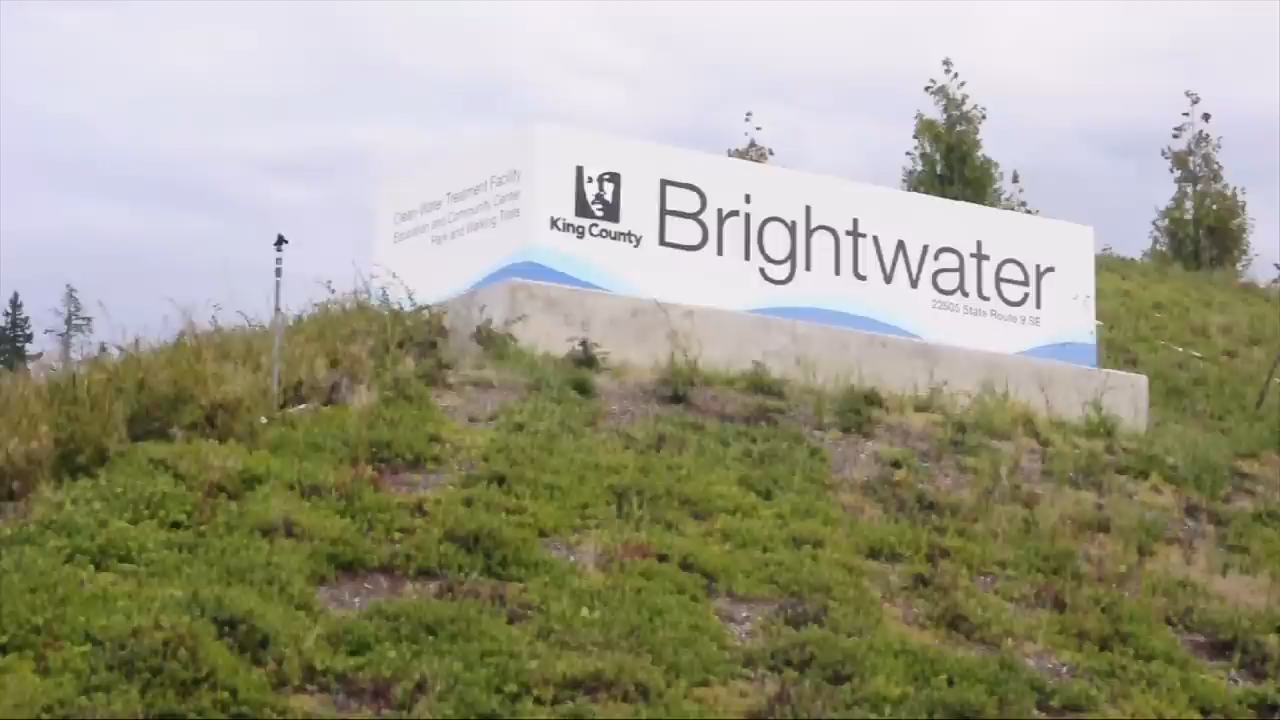 Clean Water Treatment Facility
Education and Community Center
Park and Walking Trails
King County
Brightwater
22505 State Route 9 SE